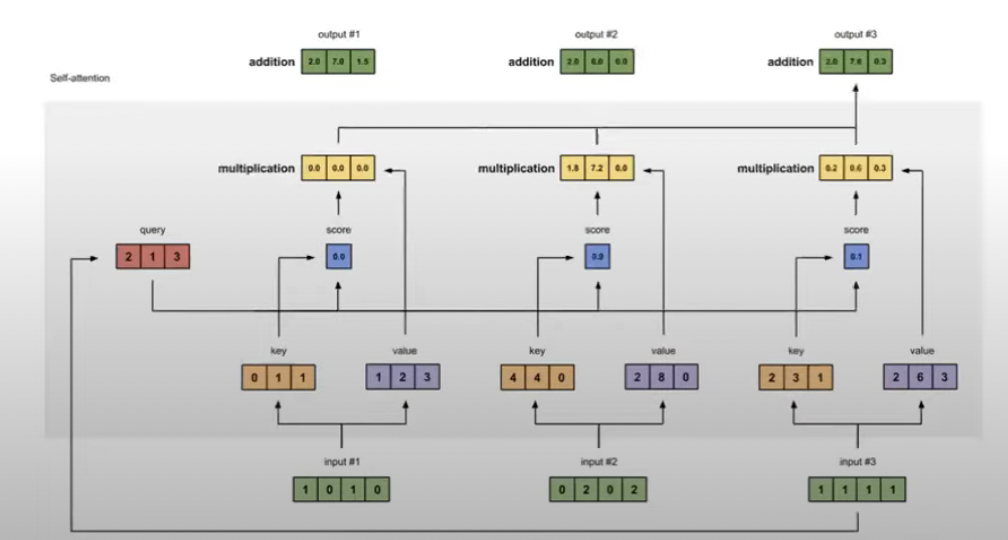 output #1 output #2 output #3
addition 2.0 7.0 1.5 addition 2.0 8.0 0.0 addition 2.0 7.8 0.3
Self-attention
multiplication 0.0 0.0 0.0 multiplication 1.8 7.2 0.0 multiplication 0.2 0.6 0.3
query score score score
2 1 3 0.0 0.9 0.1
key value key value key value
0 1 1 1 2 3 4 4 0 2 8 0 2 3 1 2 6 3
input #1 input #2 input #3
1 0 1 0 0 2 0 2 1 1 1 1